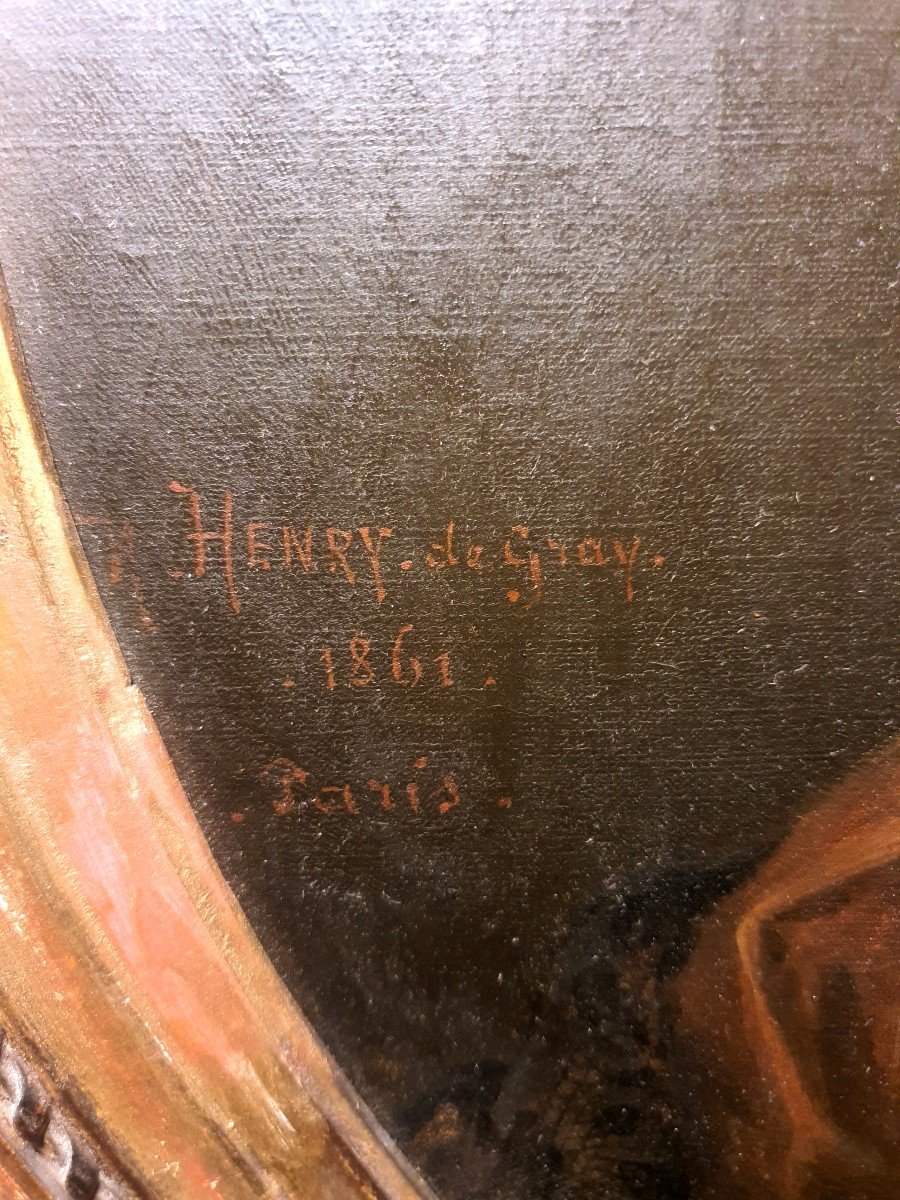 HENRY. de Gray.
. 1861 .
. Paris .